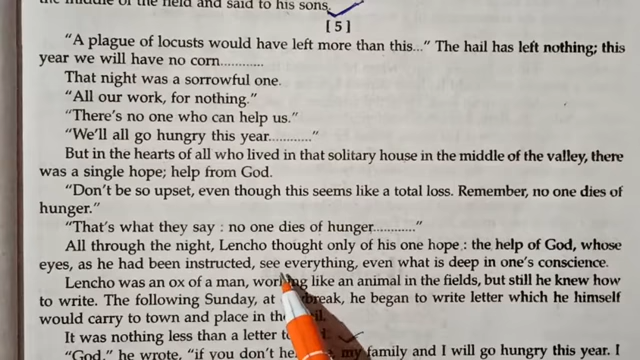 the middle of the field and said to his sons.
[ 5 ]
“A plague of locusts would have left more than this...” The hail has left nothing; this
year we will have no corn............
That night was a sorrowful one.
“All our work, for nothing.”
“There’s no one who can help us.”
“We’ll all go hungry this year............”
But in the hearts of all who lived in that solitary house in the middle of the valley, there
was a single hope; help from God.
“Don’t be so upset, even though this seems like a total loss. Remember, no one dies of
hunger.”
“That’s what they say : no one dies of hunger............”
All through the night, Lencho thought only of his one hope : the help of God, whose
eyes, as he had been instructed, see everything, even what is deep in one’s conscience.
Lencho was an ox of a man, working like an animal in the fields, but still he knew how
to write. The following Sunday, at he began to write letter which he himself
would carry to town and place in
It was nothing less than a letter
“God,” he wrote, “if you don’t my family and I will go hungry this year. I